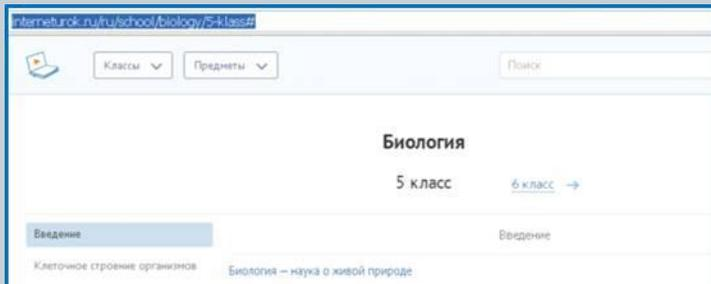 interneturok.ru/ru/school/biology/5-klass#
Классы Предметы Поиск
Биология
5 класс 6 класс →
Введение Введение
Клеточное строение организмов Биология – наука о живой природе